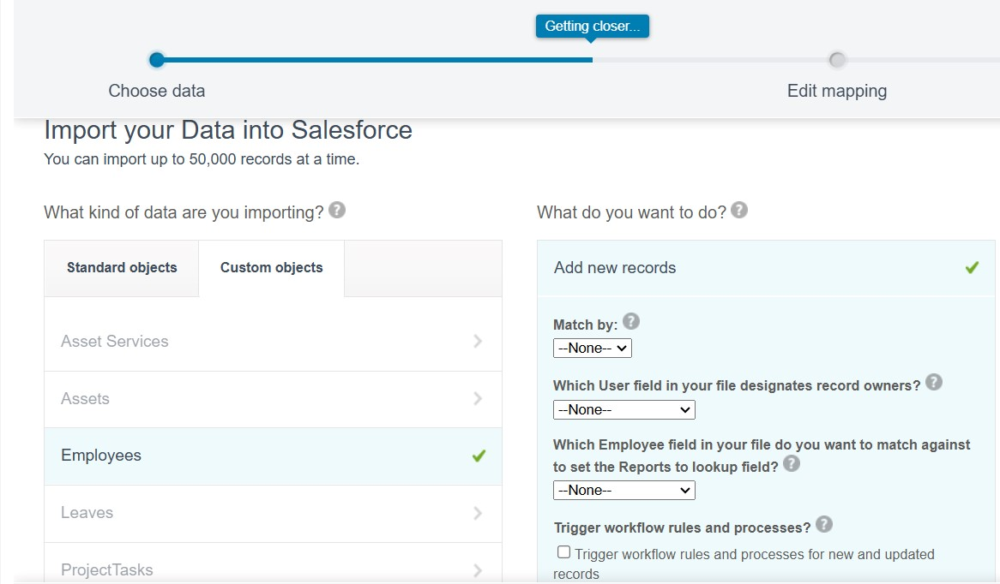 Getting closer...
Choose data
Edit mapping
Import your Data into Salesforce
You can import up to 50,000 records at a time.
What kind of data are you importing? ?
Standard objects
Custom objects
Asset Services
Assets
Employees
Leaves
ProjectTasks
What do you want to do? ?
Add new records
Match by: ?
--None--
Which User field in your file designates record owners? ?
--None--
Which Employee field in your file do you want to match against
to set the Reports to lookup field? ?
--None--
Trigger workflow rules and processes? ?
Trigger workflow rules and processes for new and updated
records